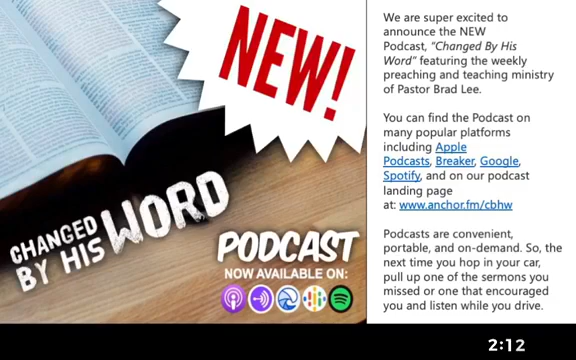 NEW!
CHANGED
BY HIS
WORD
PODCAST
NOW AVAILABLE ON:
We are super excited to
announce the NEW
Podcast, “Changed By His
Word” featuring the weekly
preaching and teaching ministry
of Pastor Brad Lee.
You can find the Podcast on
many popular platforms
including Apple
Podcasts, Breaker, Google,
Spotify, and on our podcast
landing page
at: www.anchor.fm/cbhw
Podcasts are convenient,
portable, and on-demand. So, the
next time you hop in your car,
pull up one of the sermons you
missed or one that encouraged
you and listen while you drive.
2:12